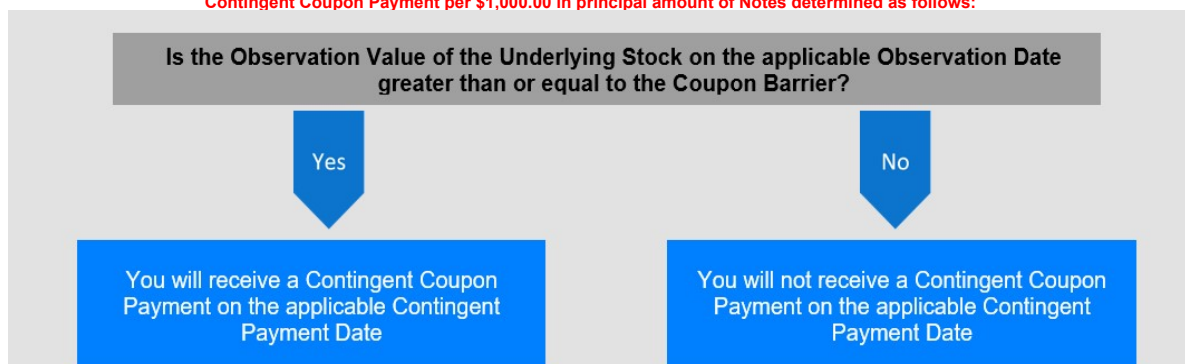 Contingent Coupon Payment per $1,000.00 in principal amount of Notes determined as follows:
Is the Observation Value of the Underlying Stock on the applicable Observation Date
greater than or equal to the Coupon Barrier?
Yes
No
You will receive a Contingent Coupon
Payment on the applicable Contingent
Payment Date
You will not receive a Contingent Coupon
Payment on the applicable Contingent
Payment Date